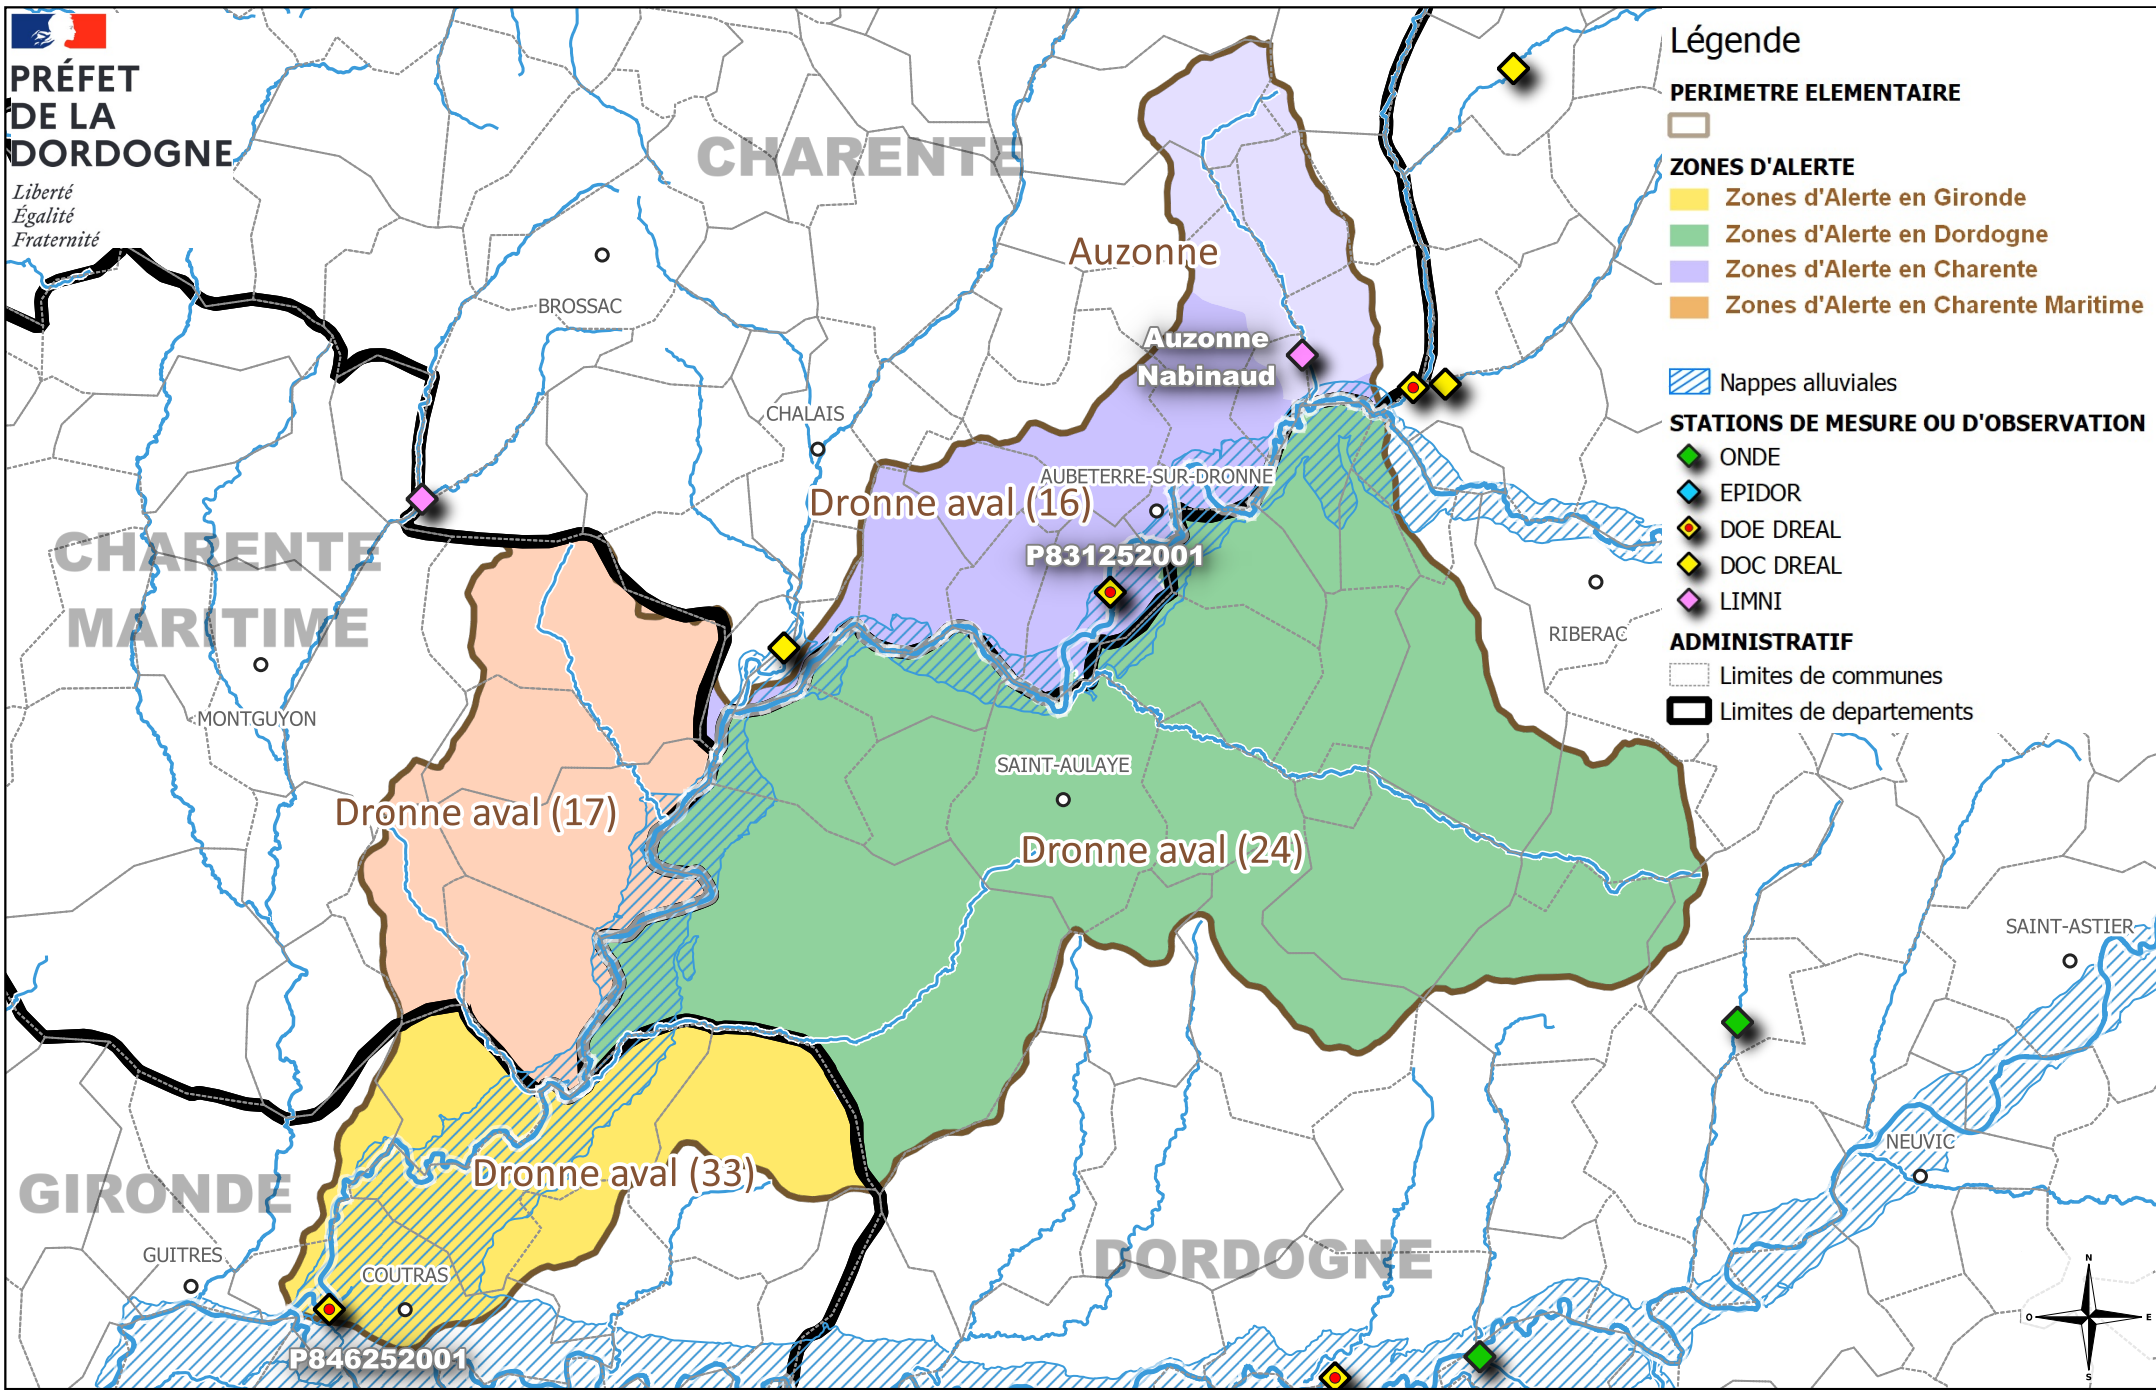 PRÉFET
DE LA
DORDOGNE
Liberté
Égalité
Fraternité
Légende
PERIMETRE ELEMENTAIRE
ZONES D'ALERTE
Zones d'Alerte en Gironde
Zones d'Alerte en Dordogne
Zones d'Alerte en Charente
Zones d'Alerte en Charente Maritime
Nappes alluviales
STATIONS DE MESURE OU D'OBSERVATION
ONDE
EPIDOR
DOE DREAL
DOC DREAL
LIMNI
ADMINISTRATIF
Limites de communes
Limites de departements
CHARENTE
Auzonne
BROSSAC
Auzonne
Nabinaud
CHALAIS
AUBETERRE-SUR-DRONNE
Dronne aval (16)
P831252001
CHARENTE
MARITIME
RIBERAC
MONTGUYON
SAINT-AULAYE
Dronne aval (17)
Dronne aval (24)
SAINT-ASTIER
NEUVIC
Dronne aval (33)
GIRONDE
DORDOGNE
GUITRES
COUTRAS
P846252001
N
O
E
S